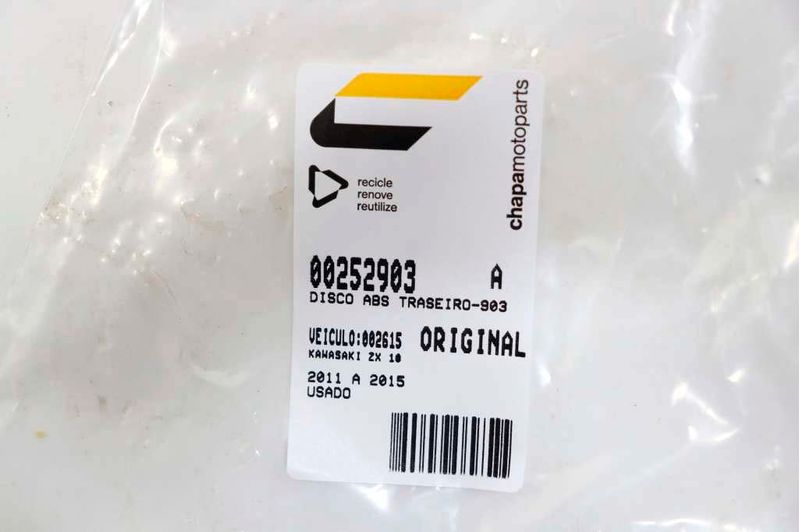 chapamotoparts
recicle
renove
reutilize
00252903 A
DISCO ABS TRASEIRO-903
VEICULO:002615 ORIGINAL
KAWASAKI ZX 10
2011 A 2015
USADO